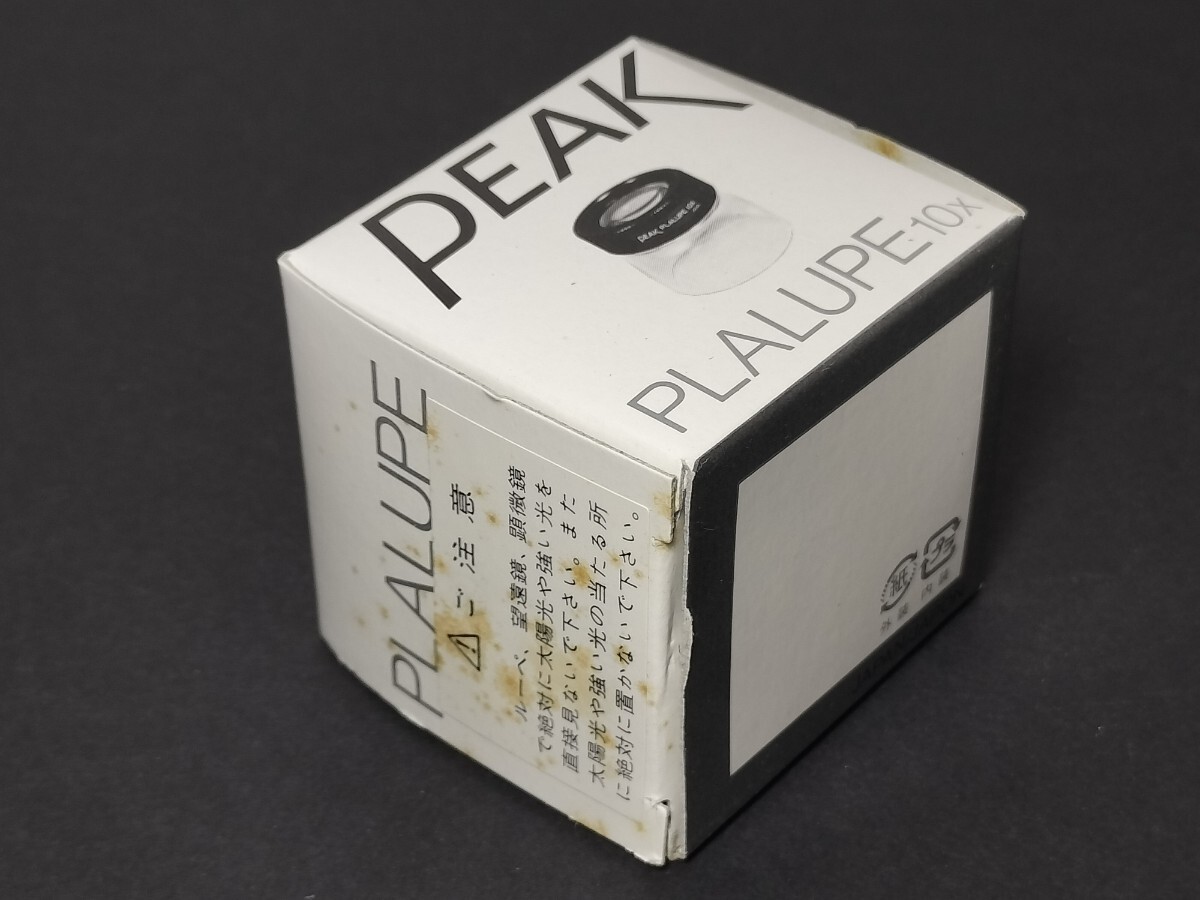 PEAK
PEAK PLALUPE 10x
PLALUPE 10x
PLALUPE
⚠ ご注意
ルーペ、望遠鏡、顕微鏡
で絶対に太陽光や強い光を
直接見ないで下さい。また
太陽光や強い光の当たる所
に絶対に置かないで下さい。
紙
プラ
外箱 内箱